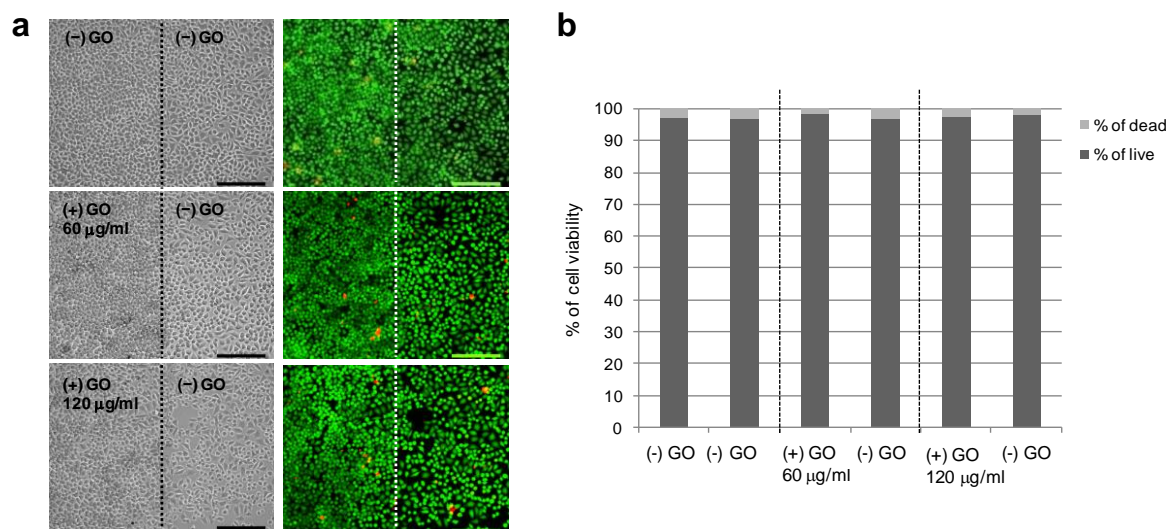 a
(−) GO
(−) GO
(+) GO
60 μg/ml
(−) GO
(+) GO
120 μg/ml
(−) GO
b
% of cell viability
100
90
80
70
60
50
40
30
20
10
0
(-) GO
(-) GO
(+) GO
60 μg/ml
(-) GO
(+) GO
120 μg/ml
(-) GO
% of dead
% of live